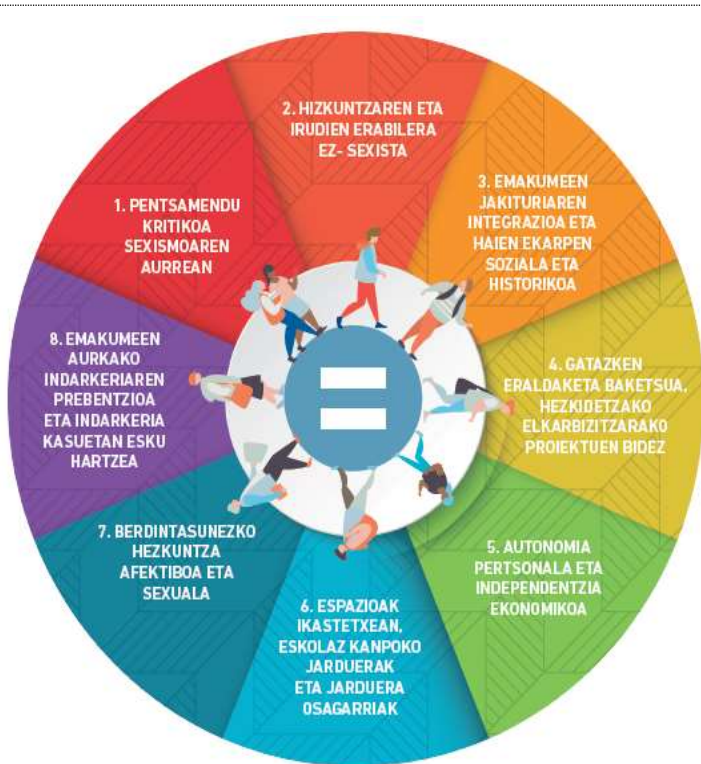 1. PENTSAMENDU
KRITIKOA
SEXISMOAREN
AURREAN
2. HIZKUNTZAREN ETA
IRUDIEN ERABILERA
EZ- SEXISTA
3. EMAKUMEEN
JAKITURIAREN
INTEGRAZIOA ETA
HAIEN EKARPEN
SOZIALA ETA
HISTORIKOA
4. GATAZKEN
ERALDAKETA BAKETSUA,
HEZKIDETZAKO
ELKARBIZITZARAKO
PROIEKTUEN BIDEZ
5. AUTONOMIA
PERTSONALA ETA
INDEPENDENTZIA
EKONOMIKOA
6. ESPAZIOAK
IKASTETXEAN,
ESKOLAZ KANPOKO
JARDUERAK
ETA JARDUERA
OSAGARRIAK
7. BERDINTASUNEZKO
HEZKUNTZA
AFEKTIBOA ETA
SEXUALA
8. EMAKUMEEN
AURKAKO
INDARKERIAREN
PREBENTZIOA
ETA INDARKERIA
KASUETAN ESKU
HARTZEA
=